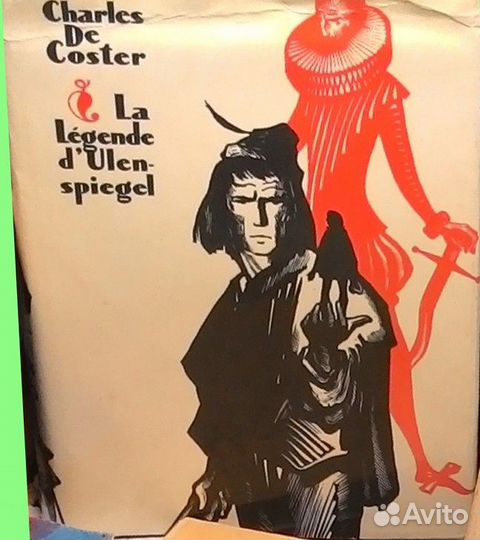 Charles
De
Coster
La
Légende
d'Ulen-
spiegel
Avito